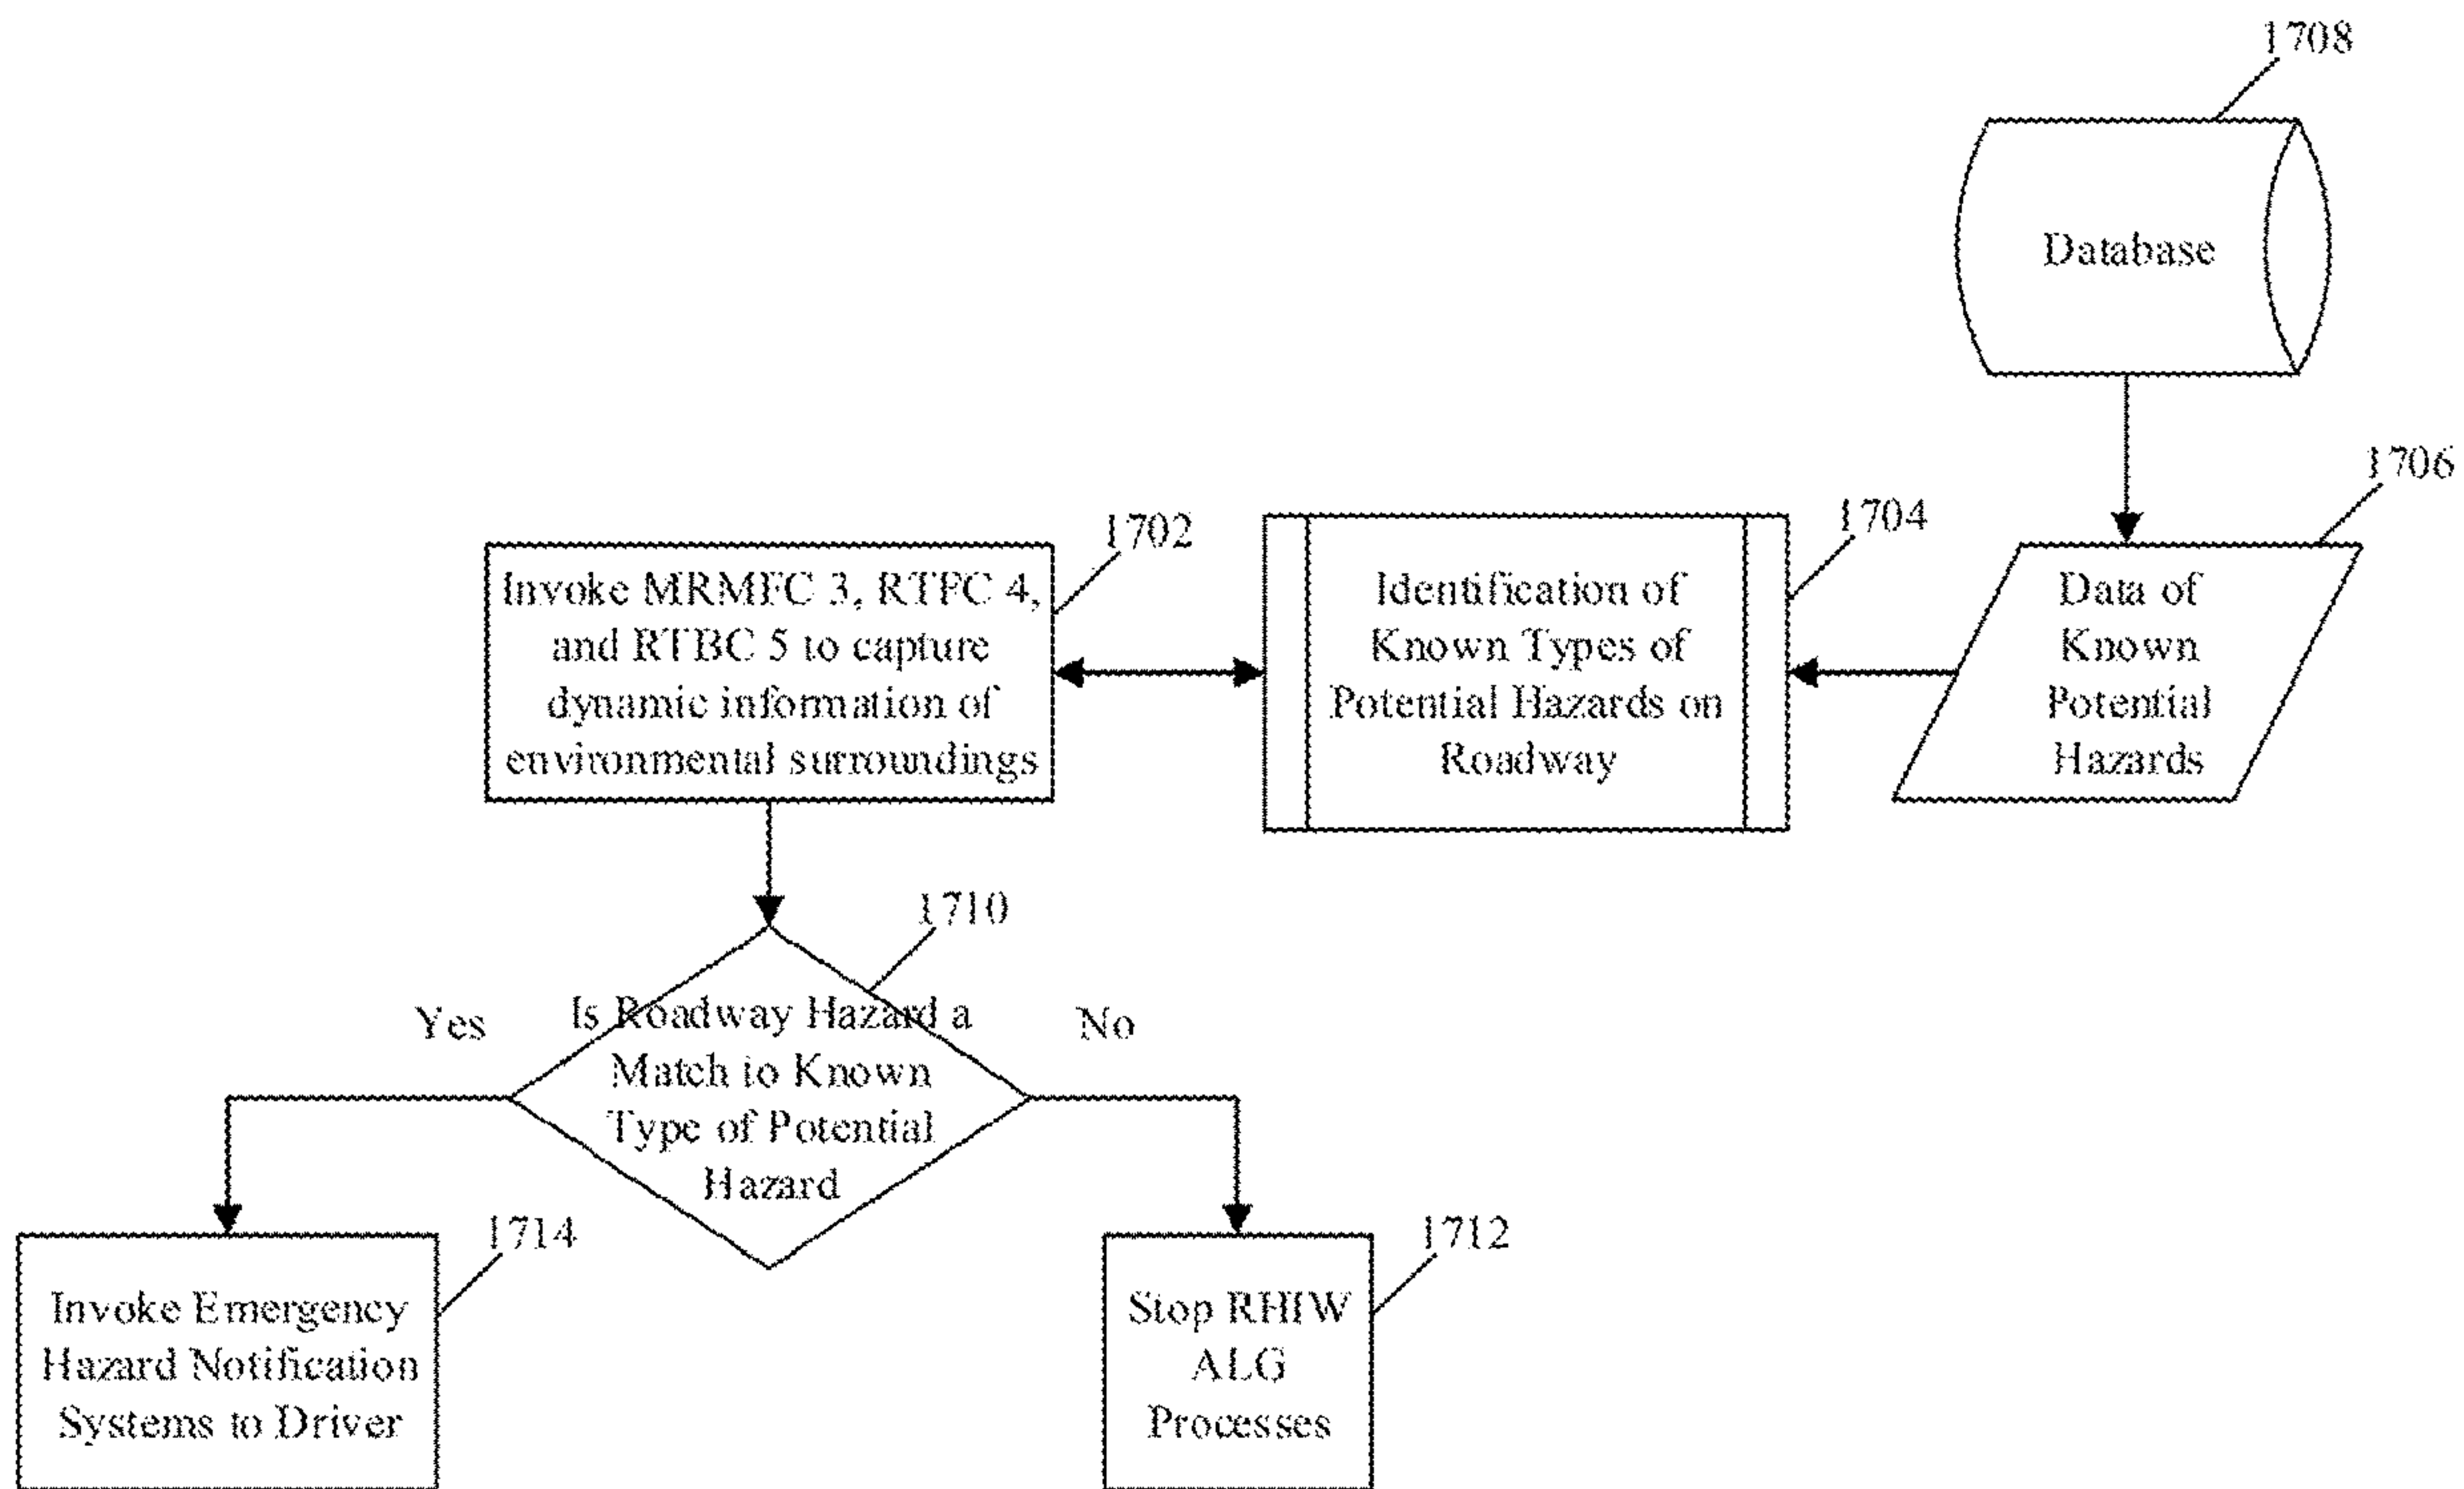 1708
Database
1706
1702
1704
Invoke MRMFC 3, RTFC 4,
and RTBC 5 to capture
dynamic information of
environmental surroundings
Identification of
Known Types of
Potential Hazards on
Roadway
Data of
Known
Potential
Hazards
1710
Yes
Is Roadway Hazard a
Match to Known
Type of Potential
Hazard
No
1714
1712
Invoke Emergency
Hazard Notification
Systems to Driver
Stop RHIW
ALG
Processes